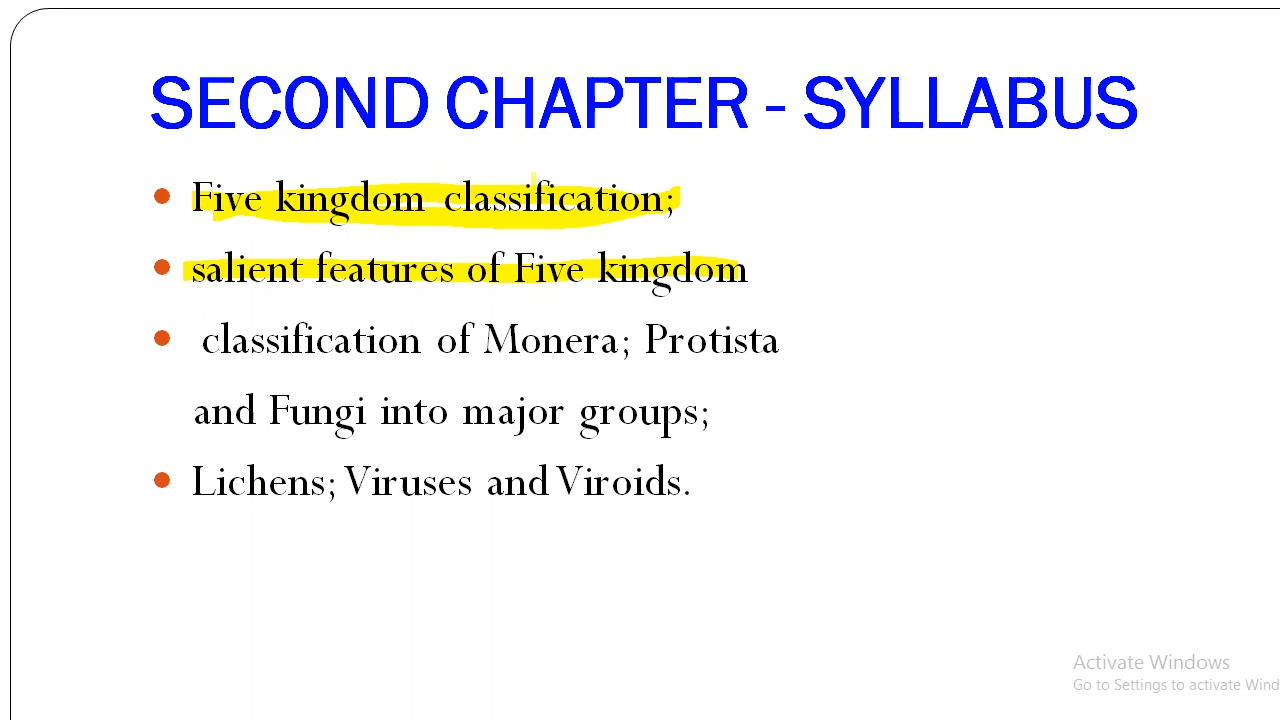 SECOND CHAPTER - SYLLABUS
• Five kingdom classification;
• salient features of Five kingdom
• classification of Monera; Protista
and Fungi into major groups;
• Lichens; Viruses and Viroids.
Activate Windows
Go to Settings to activate Wind